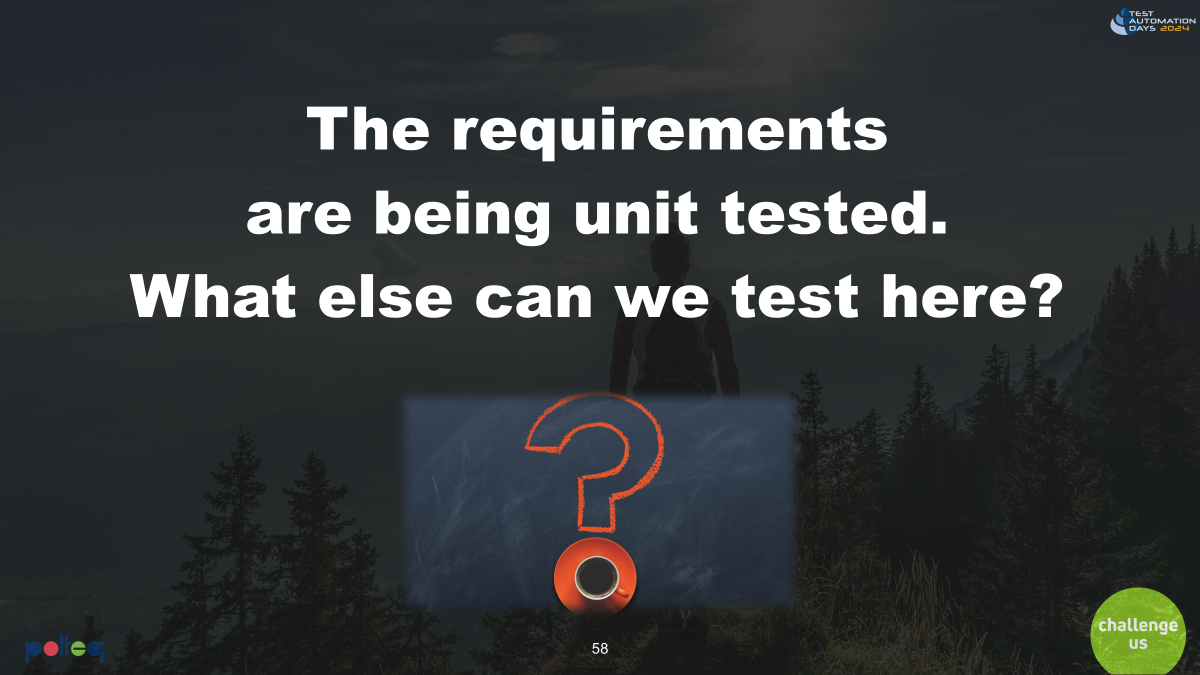 TEST
AUTOMATION
DAYS 2024
The requirements
are being unit tested.
What else can we test here?
polteq
58
challenge
us